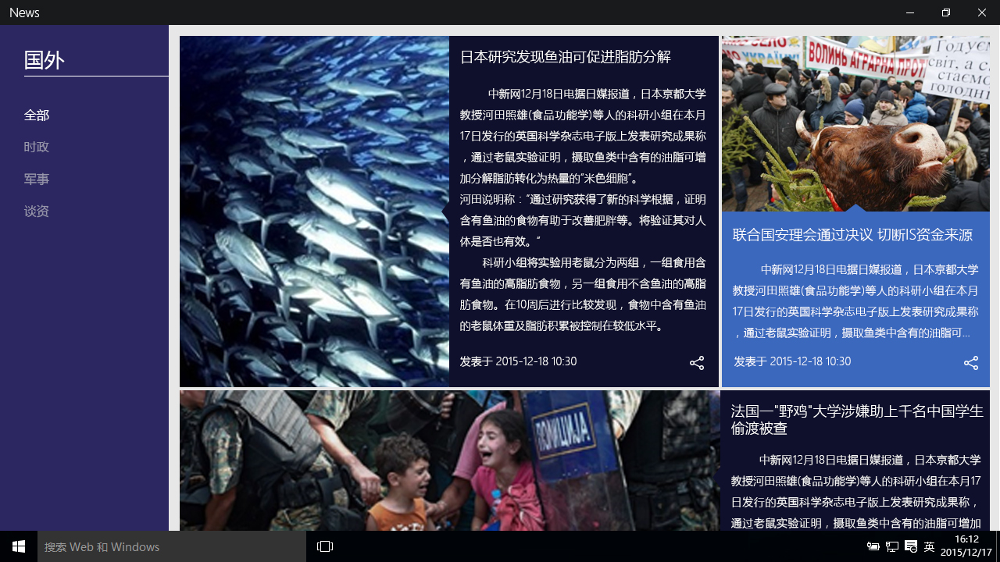 News
国外
全部
时政
军事
谈资
日本研究发现鱼油可促进脂肪分解
中新网12月18日电据日媒报道，日本京都大学
教授河田照雄(食品功能学)等人的科研小组在本月
17日发行的英国科学杂志电子版上发表研究成果称
，通过老鼠实验证明，摄取鱼类中含有的油脂可增
加分解脂肪转化为热量的“米色细胞”。
河田说明称：“通过研究获得了新的科学根据，证明
含有鱼油的食物有助于改善肥胖等。将验证其对人
体是否也有效。”
科研小组将实验用老鼠分为两组，一组食用含
有鱼油的高脂肪食物，另一组食用不含鱼油的高脂
肪食物。在10周后进行比较发现，食物中含有鱼油
的老鼠体重及脂肪积累被控制在较低水平。
发表于 2015-12-18 10:30
УКРАЇНІ
ВОЛИНЬ АГРАРНА ПРОТИ
ГОДУЄМ
світ, а с
стаємо
голодні
联合国安理会通过决议 切断IS资金来源
中新网12月18日电据日媒报道，日本京都大学
教授河田照雄(食品功能学)等人的科研小组在本月
17日发行的英国科学杂志电子版上发表研究成果称
，通过老鼠实验证明，摄取鱼类中含有的油脂可...
发表于 2015-12-18 10:30
ПОЛИЦИЈА
法国一"野鸡"大学涉嫌助上千名中国学生
偷渡被查
中新网12月18日电据日媒报道，日本京都大学
教授河田照雄(食品功能学)等人的科研小组在本月17
日发行的英国科学杂志电子版上发表研究成果称，
通过老鼠实验证明，摄取鱼类中含有的油脂可增加
搜索 Web 和 Windows
英
16:12
2015/12/17